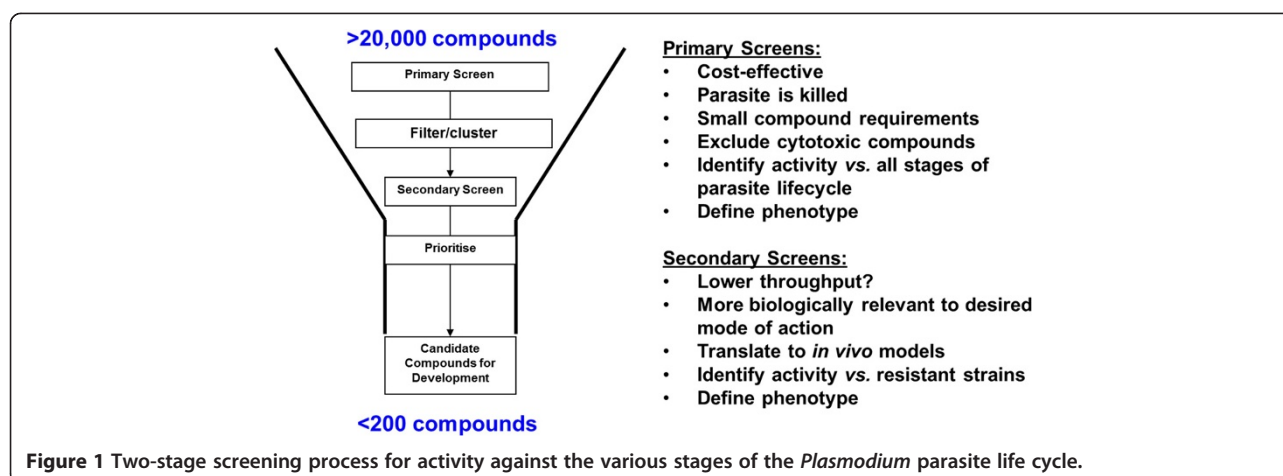 >20,000 compounds
Primary Screen
Filter/cluster
Secondary Screen
Prioritise
Candidate
Compounds for
Development
<200 compounds
Primary Screens:
• Cost-effective
• Parasite is killed
• Small compound requirements
• Exclude cytotoxic compounds
• Identify activity vs. all stages of
parasite lifecycle
• Define phenotype
Secondary Screens:
• Lower throughput?
• More biologically relevant to desired
mode of action
• Translate to in vivo models
• Identify activity vs. resistant strains
• Define phenotype
Figure 1 Two-stage screening process for activity against the various stages of the Plasmodium parasite life cycle.